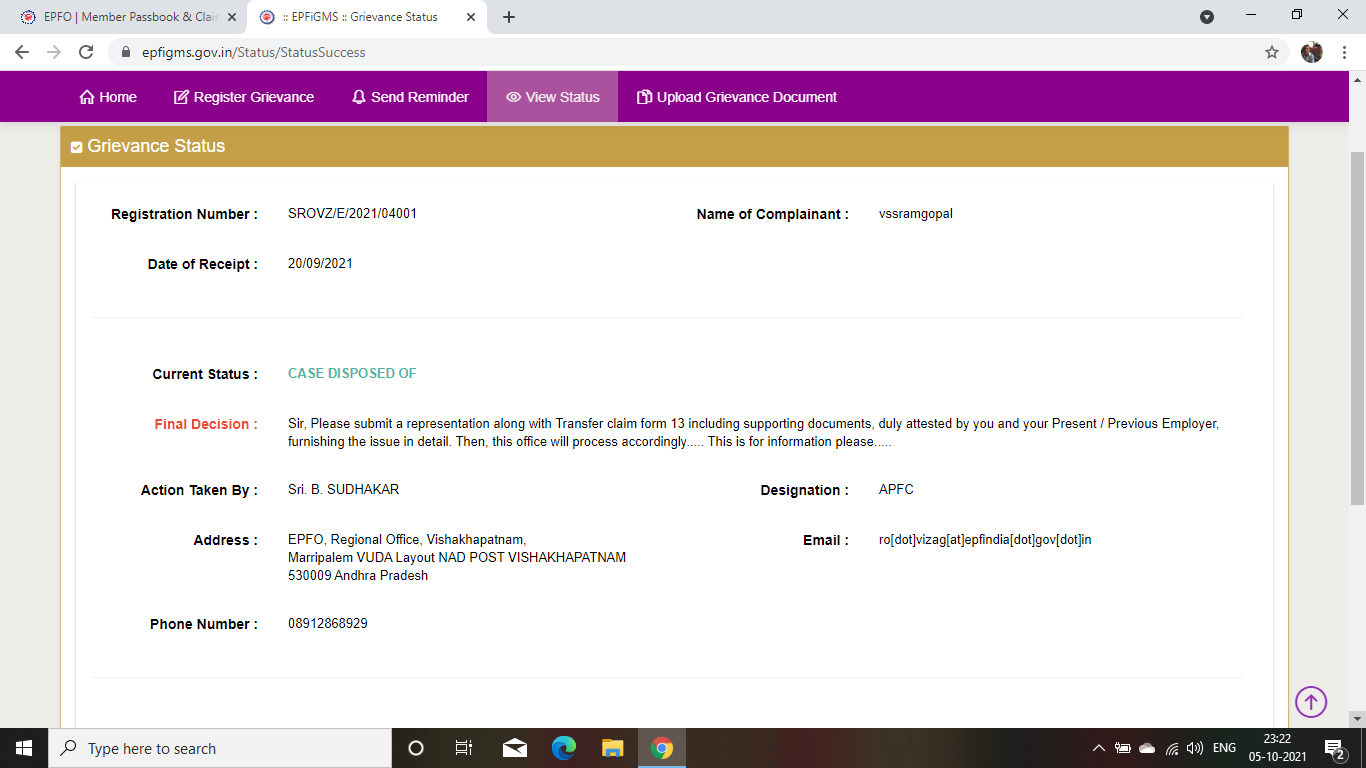 EPFO | Member Passbook & Clai
:: EPFiGMS :: Grievance Status
epfigms.gov.in/Status/StatusSuccess
Home
Register Grievance
Send Reminder
View Status
Upload Grievance Document
Grievance Status
Registration Number : SROVZ/E/2021/04001
Name of Complainant : vssramgopal
Date of Receipt : 20/09/2021
Current Status : CASE DISPOSED OF
Final Decision : Sir, Please submit a representation along with Transfer claim form 13 including supporting documents, duly attested by you and your Present / Previous Employer,
furnishing the issue in detail. Then, this office will process accordingly..... This is for information please.....
Action Taken By : Sri. B. SUDHAKAR
Designation : APFC
Address : EPFO, Regional Office, Vishakhapatnam,
Marripalem VUDA Layout NAD POST VISHAKHAPATNAM
530009 Andhra Pradesh
Email : ro[dot]vizag[at]epfindia[dot]gov[dot]in
Phone Number : 08912868929
Type here to search
ENG
23:22
05-10-2021
2